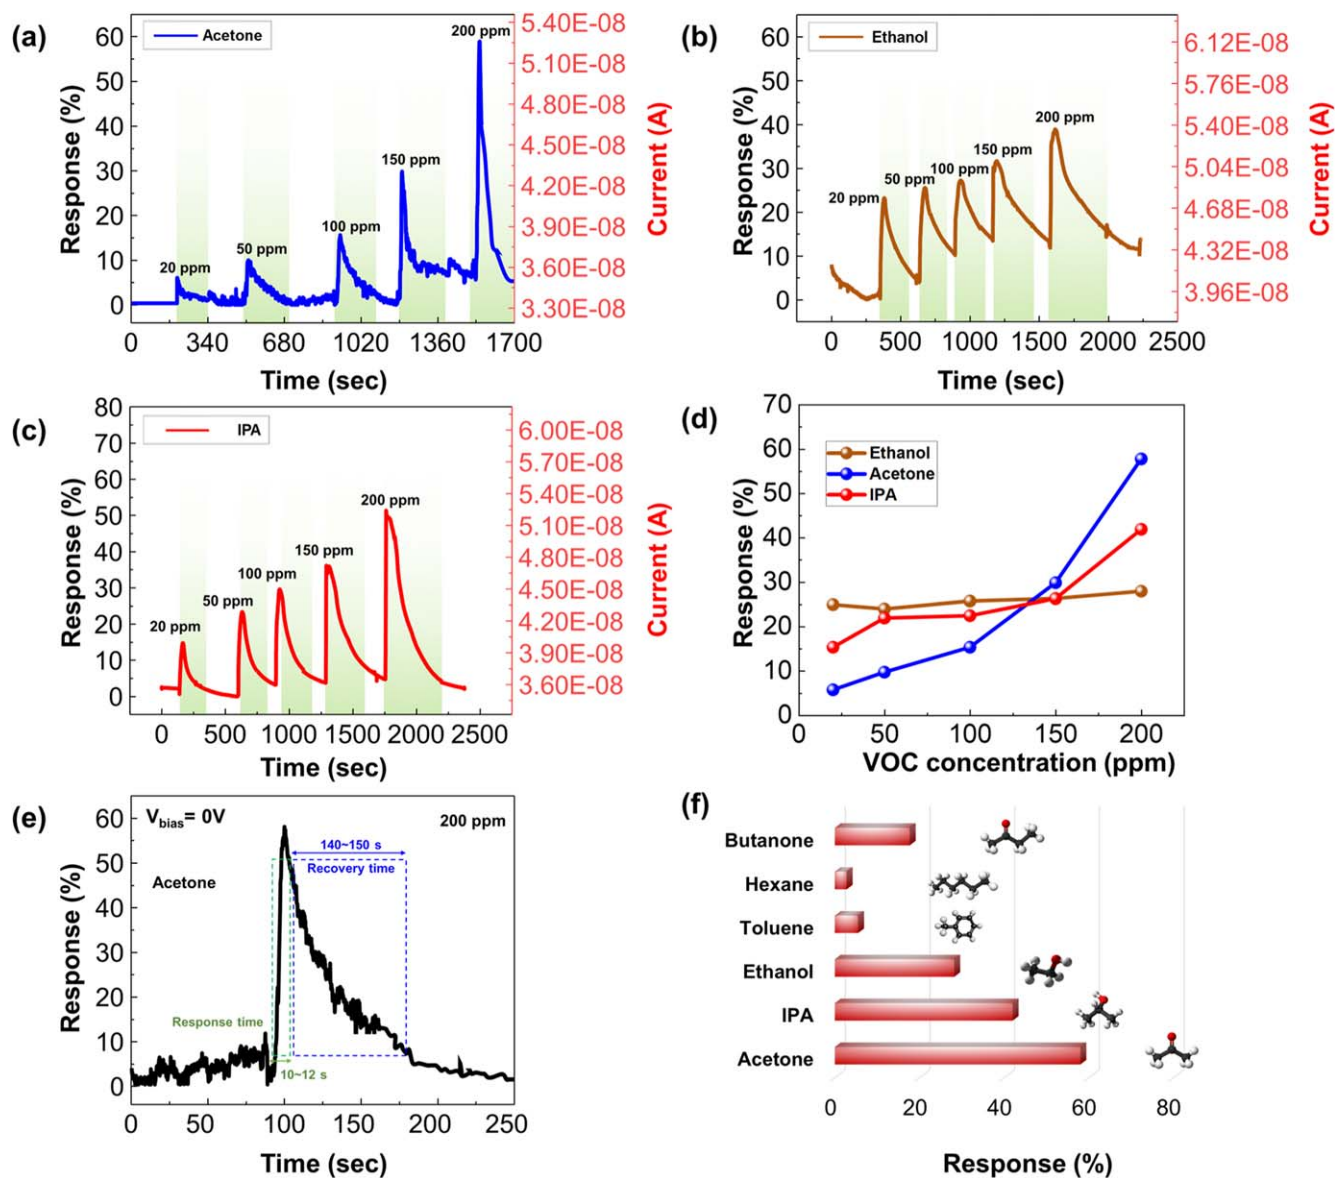 (a)
Acetone
200 ppm
150 ppm
100 ppm
50 ppm
20 ppm
60
50
40
30
20
10
0
Response (%)
5.40E-08
5.10E-08
4.80E-08
4.50E-08
4.20E-08
3.90E-08
3.60E-08
3.30E-08
Current (A)
0 340 680 1020 1360 1700
Time (sec)
(b)
Ethanol
200 ppm
150 ppm
100 ppm
50 ppm
20 ppm
60
50
40
30
20
10
0
Response (%)
6.12E-08
5.76E-08
5.40E-08
5.04E-08
4.68E-08
4.32E-08
3.96E-08
Current (A)
0 500 1000 1500 2000 2500
Time (sec)
(c)
IPA
200 ppm
150 ppm
100 ppm
50 ppm
20 ppm
80
70
60
50
40
30
20
10
0
Response (%)
6.00E-08
5.70E-08
5.40E-08
5.10E-08
4.80E-08
4.50E-08
4.20E-08
3.90E-08
3.60E-08
Current (A)
0 500 1000 1500 2000 2500
Time (sec)
(d)
Ethanol
Acetone
IPA
70
60
50
40
30
20
10
0
Response (%)
0 50 100 150 200
VOC concentration (ppm)
(e)
Vbias= 0V
200 ppm
140~150 s
Recovery time
Acetone
Response time
10~12 s
60
50
40
30
20
10
0
Response (%)
0 50 100 150 200 250
Time (sec)
(f)
Butanone
Hexane
Toluene
Ethanol
IPA
Acetone
0 20 40 60 80
Response (%)